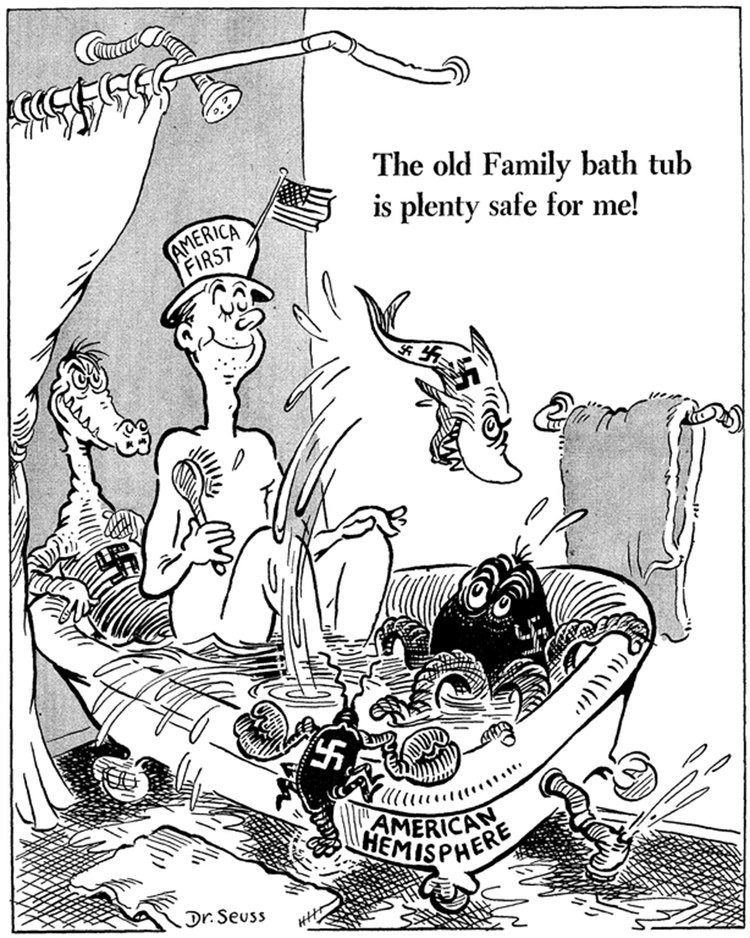 The old Family bath tub
is plenty safe for me!
AMERICA
FIRST
AMERICAN
HEMISPHERE
Dr. Seuss